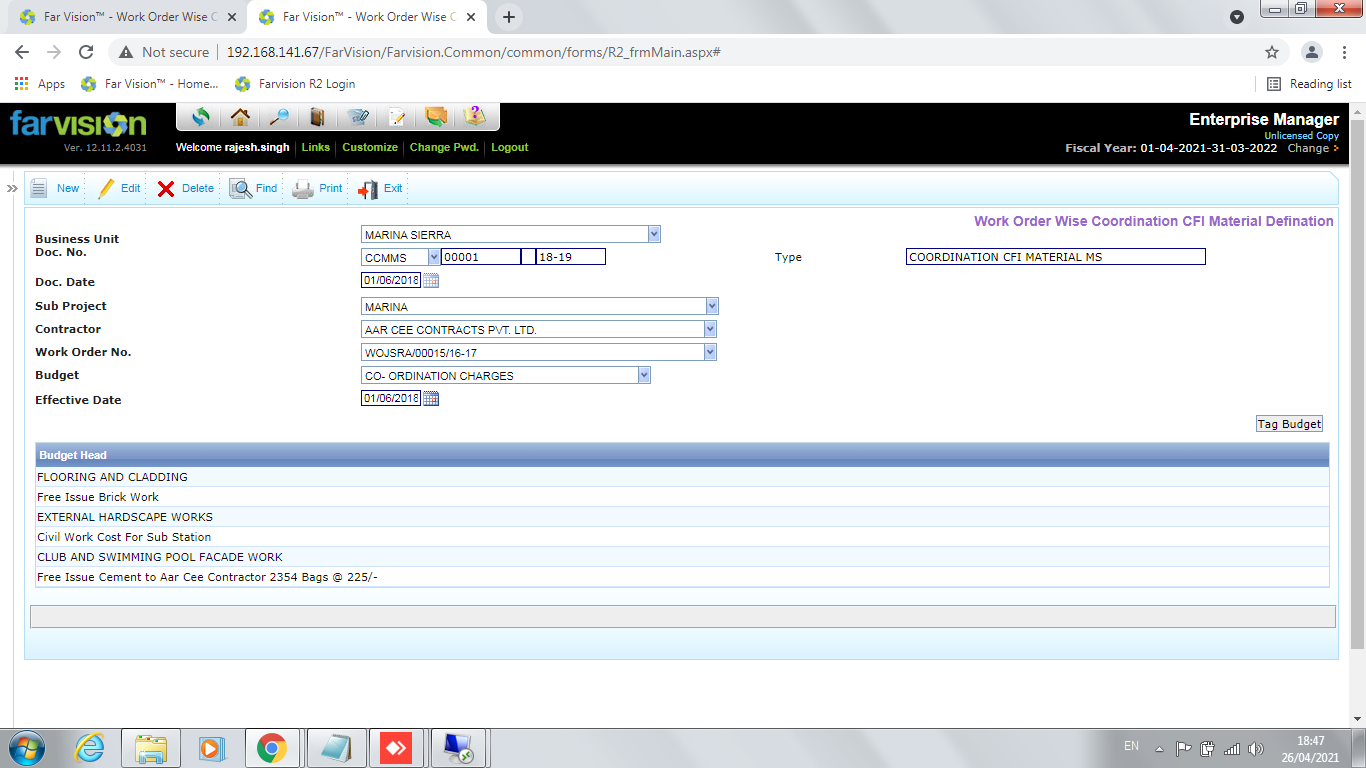 Far Vision™ - Work Order Wise C
Far Vision™ - Work Order Wise C
Not secure 192.168.141.67/FarVision/Farvision.Common/common/forms/R2_frmMain.aspx#
Apps Far Vision™ - Home... Farvision R2 Login Reading list
farvision
Ver. 12.11.2.4031
Welcome rajesh.singh Links Customize Change Pwd. Logout
Enterprise Manager
Unlicensed Copy
Fiscal Year: 01-04-2021-31-03-2022 Change
New Edit Delete Find Print Exit
Work Order Wise Coordination CFI Material Defination
Business Unit MARINA SIERRA
Doc. No. CCMMS 00001 18-19 Type COORDINATION CFI MATERIAL MS
Doc. Date 01/06/2018
Sub Project MARINA
Contractor AAR CEE CONTRACTS PVT. LTD.
Work Order No. WOJSRA/00015/16-17
Budget CO- ORDINATION CHARGES
Effective Date 01/06/2018
Tag Budget
Budget Head
FLOORING AND CLADDING
Free Issue Brick Work
EXTERNAL HARDSCAPE WORKS
Civil Work Cost For Sub Station
CLUB AND SWIMMING POOL FACADE WORK
Free Issue Cement to Aar Cee Contractor 2354 Bags @ 225/-
EN
18:47
26/04/2021